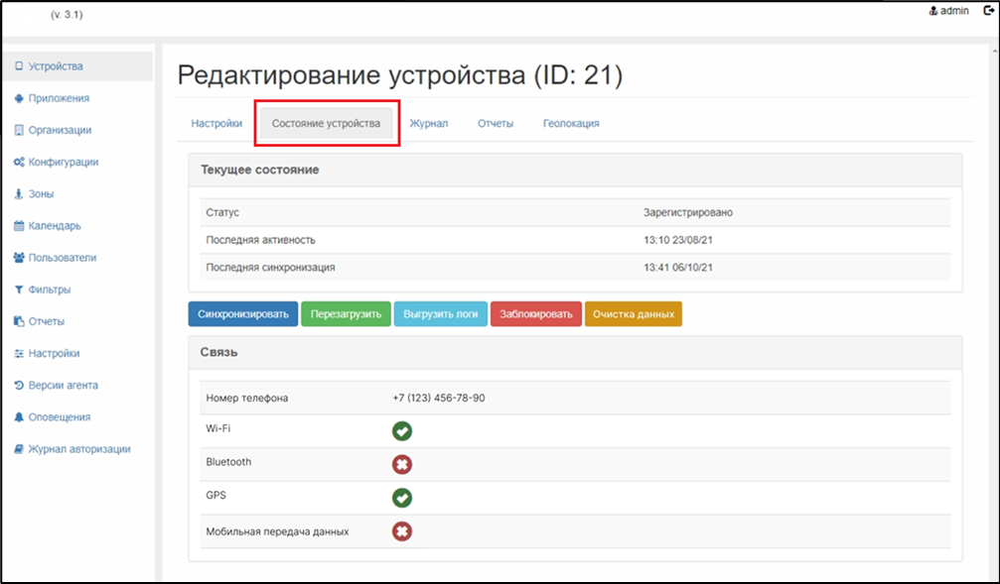 (v. 3.1)
admin
Устройства
Приложения
Организации
Конфигурации
Зоны
Календарь
Пользователи
Фильтры
Отчеты
Настройки
Версии агента
Оповещения
Журнал авторизации
Редактирование устройства (ID: 21)
Настройки Состояние устройства Журнал Отчеты Геолокация
Текущее состояние
Статус Зарегистрировано
Последняя активность 13:10 23/08/21
Последняя синхронизация 13:41 06/10/21
Синхронизировать Перезагрузить Выгрузить логи Заблокировать Очистка данных
Связь
Номер телефона +7 (123) 456-78-90
Wi-Fi
Bluetooth
GPS
Мобильная передача данных